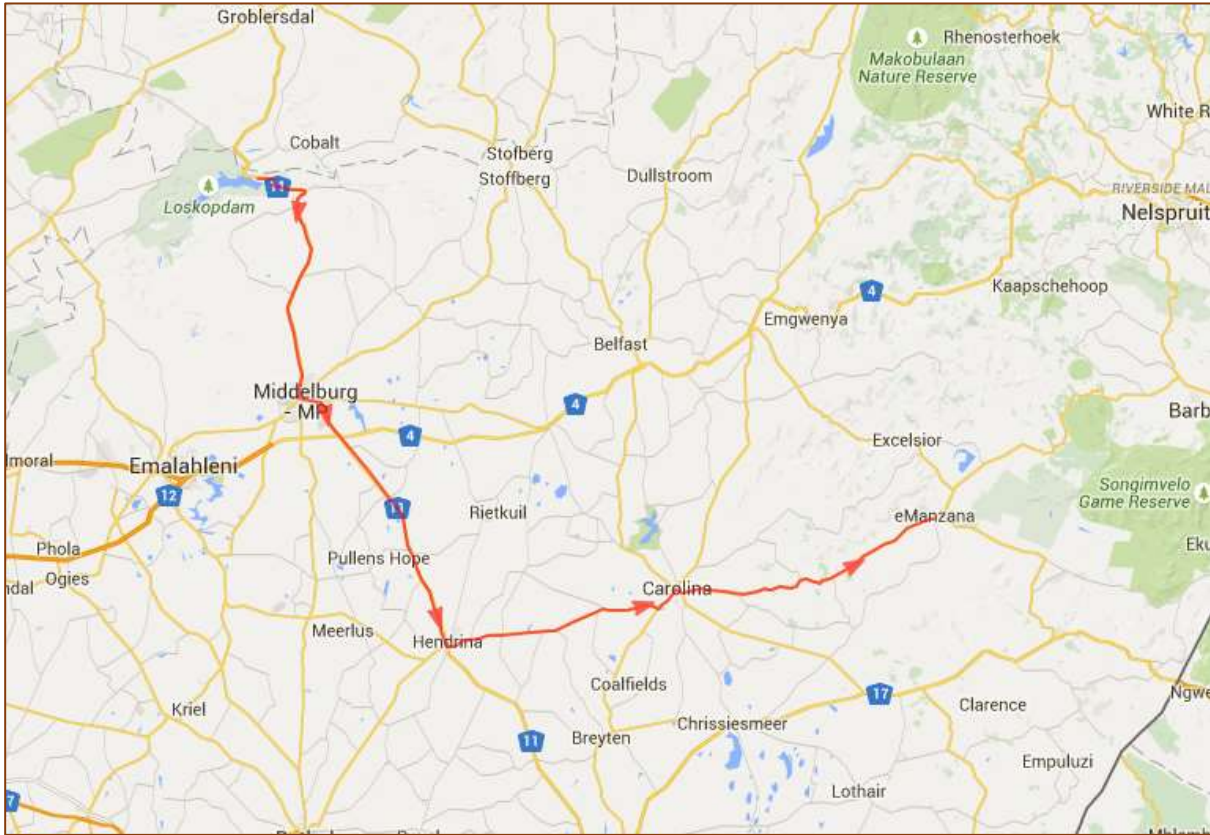 Groblersdal
Rhenosterhoek
Makobulaan
Nature Reserve
White R
Cobalt
Stofberg
Stoffberg
Dullstroom
11
RIVERSIDE MAL
Loskopdam
Nelspruit
Kaapschehoop
4
Emgwenya
Belfast
Middelburg
- MP
4
Barb
4
Excelsior
lmoral
Emalahleni
12
Songimvelo
Game Reserve
11
Rietkuil
eManzana
Phola
Pullens Hope
Eku
Ogies
ndal
Carolina
Meerlus
Hendrina
Coalfields
17
Ngwe
Kriel
Chrissiesmeer
Clarence
11
Breyten
Empuluzi
Lothair
7